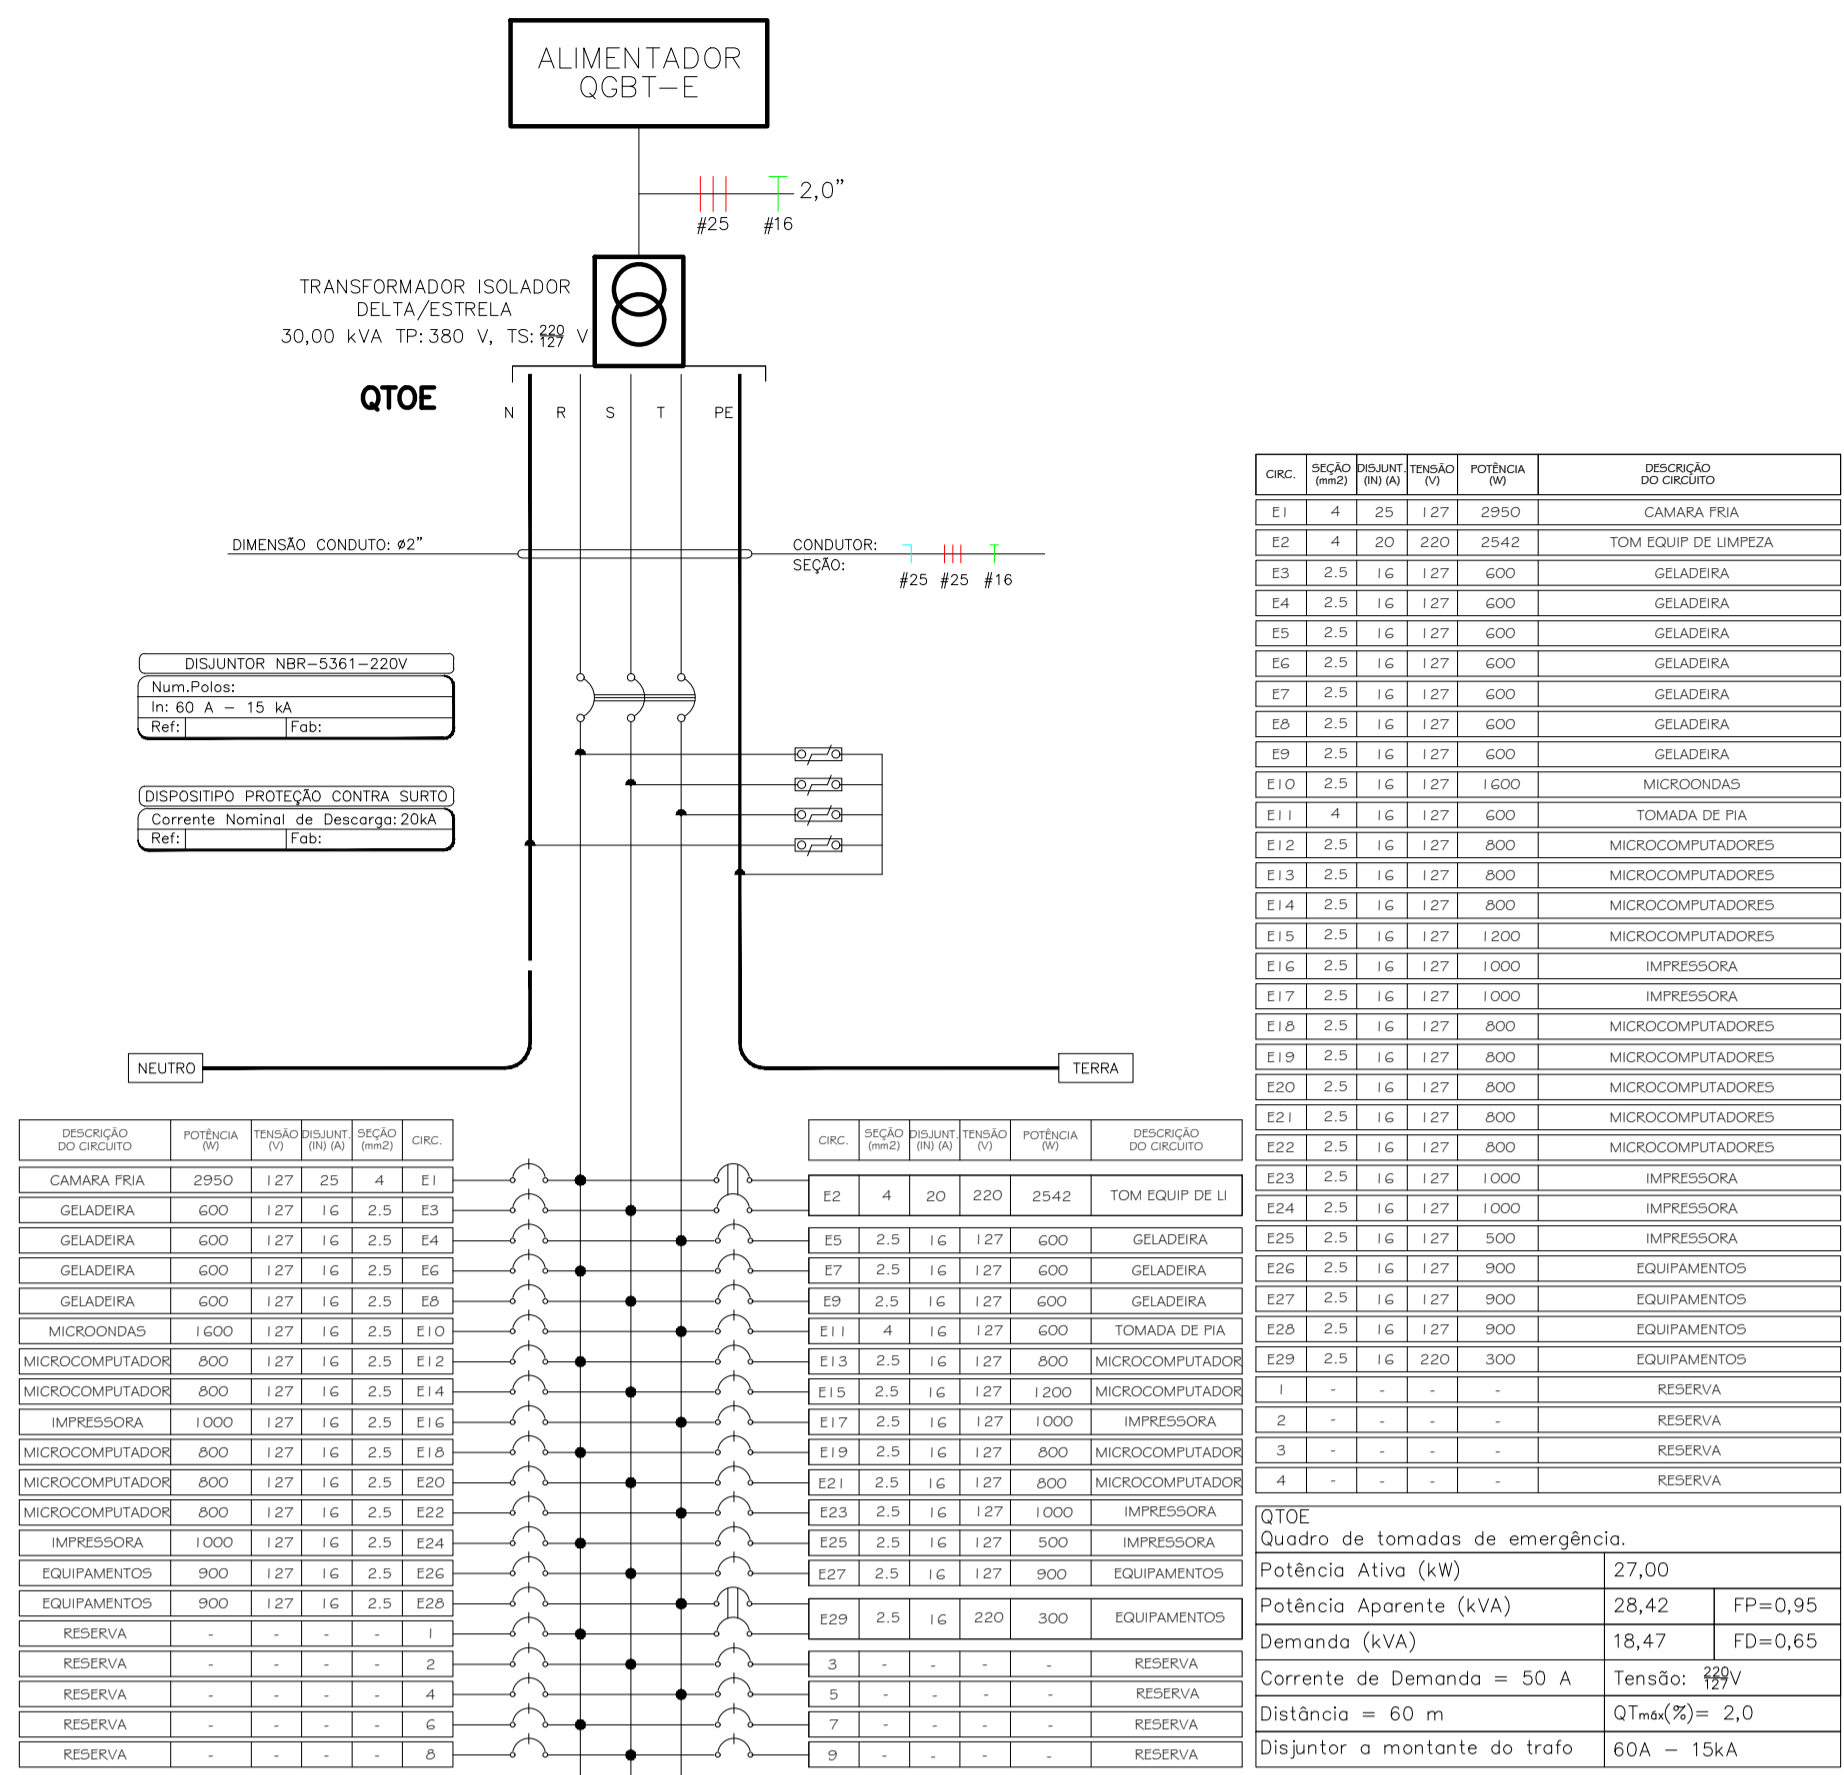 ALIMENTADOR
QGBT-E
2,0"
#25 #16
TRANSFORMADOR ISOLADOR
DELTA/ESTRELA
30,00 kVA TP: 380 V, TS: 220/127 V
QTOE
N R S T PE
DIMENSÃO CONDUTO: ø2"
CONDUTOR:
SEÇÃO:
#25 #25 #16
DISJUNTOR NBR-5361-220V
Num.Polos:
In: 60 A - 15 kA
Ref: Fab:
DISPOSITIPO PROTEÇÃO CONTRA SURTO
Corrente Nominal de Descarga: 20kA
Ref: Fab:
NEUTRO
TERRA
DESCRIÇÃO DO CIRCUITO POTÊNCIA (W) TENSÃO (V) DISJUNT. (IN) (A) SEÇÃO (mm2) CIRC.
CAMARA FRIA 2950 127 25 4 E1
GELADEIRA 600 127 16 2.5 E3
GELADEIRA 600 127 16 2.5 E4
GELADEIRA 600 127 16 2.5 E6
GELADEIRA 600 127 16 2.5 E8
MICROONDAS 1600 127 16 2.5 E10
MICROCOMPUTADOR 800 127 16 2.5 E12
MICROCOMPUTADOR 800 127 16 2.5 E14
IMPRESSORA 1000 127 16 2.5 E16
MICROCOMPUTADOR 800 127 16 2.5 E18
MICROCOMPUTADOR 800 127 16 2.5 E20
MICROCOMPUTADOR 800 127 16 2.5 E22
IMPRESSORA 1000 127 16 2.5 E24
EQUIPAMENTOS 900 127 16 2.5 E26
EQUIPAMENTOS 900 127 16 2.5 E28
RESERVA - - - - 1
RESERVA - - - - 2
RESERVA - - - - 4
RESERVA - - - - 6
RESERVA - - - - 8
CIRC. SEÇÃO (mm2) DISJUNT. (IN) (A) TENSÃO (V) POTÊNCIA (W) DESCRIÇÃO DO CIRCUITO
E2 4 20 220 2542 TOM EQUIP DE LI
E5 2.5 16 127 600 GELADEIRA
E7 2.5 16 127 600 GELADEIRA
E9 2.5 16 127 600 GELADEIRA
E11 4 16 127 600 TOMADA DE PIA
E13 2.5 16 127 800 MICROCOMPUTADOR
E15 2.5 16 127 1200 MICROCOMPUTADOR
E17 2.5 16 127 1000 IMPRESSORA
E19 2.5 16 127 800 MICROCOMPUTADOR
E21 2.5 16 127 800 MICROCOMPUTADOR
E23 2.5 16 127 1000 IMPRESSORA
E25 2.5 16 127 500 IMPRESSORA
E27 2.5 16 127 900 EQUIPAMENTOS
E29 2.5 16 220 300 EQUIPAMENTOS
3 - - - - RESERVA
5 - - - - RESERVA
7 - - - - RESERVA
9 - - - - RESERVA
CIRC. SEÇÃO (mm2) DISJUNT. (IN) (A) TENSÃO (V) POTÊNCIA (W) DESCRIÇÃO DO CIRCUITO
E1 4 25 127 2950 CAMARA FRIA
E2 4 20 220 2542 TOM EQUIP DE LIMPEZA
E3 2.5 16 127 600 GELADEIRA
E4 2.5 16 127 600 GELADEIRA
E5 2.5 16 127 600 GELADEIRA
E6 2.5 16 127 600 GELADEIRA
E7 2.5 16 127 600 GELADEIRA
E8 2.5 16 127 600 GELADEIRA
E9 2.5 16 127 600 GELADEIRA
E10 2.5 16 127 1600 MICROONDAS
E11 4 16 127 600 TOMADA DE PIA
E12 2.5 16 127 800 MICROCOMPUTADORES
E13 2.5 16 127 800 MICROCOMPUTADORES
E14 2.5 16 127 800 MICROCOMPUTADORES
E15 2.5 16 127 1200 MICROCOMPUTADORES
E16 2.5 16 127 1000 IMPRESSORA
E17 2.5 16 127 1000 IMPRESSORA
E18 2.5 16 127 800 MICROCOMPUTADORES
E19 2.5 16 127 800 MICROCOMPUTADORES
E20 2.5 16 127 800 MICROCOMPUTADORES
E21 2.5 16 127 800 MICROCOMPUTADORES
E22 2.5 16 127 800 MICROCOMPUTADORES
E23 2.5 16 127 1000 IMPRESSORA
E24 2.5 16 127 1000 IMPRESSORA
E25 2.5 16 127 500 IMPRESSORA
E26 2.5 16 127 900 EQUIPAMENTOS
E27 2.5 16 127 900 EQUIPAMENTOS
E28 2.5 16 127 900 EQUIPAMENTOS
E29 2.5 16 220 300 EQUIPAMENTOS
1 - - - - RESERVA
2 - - - - RESERVA
3 - - - - RESERVA
4 - - - - RESERVA
QTOE
Quadro de tomadas de emergência.
Potência Ativa (kW) 27,00
Potência Aparente (kVA) 28,42 FP=0,95
Demanda (kVA) 18,47 FD=0,65
Corrente de Demanda = 50 A Tensão: 220/127V
Distância = 60 m QTmáx(%)= 2,0
Disjuntor a montante do trafo 60A - 15kA